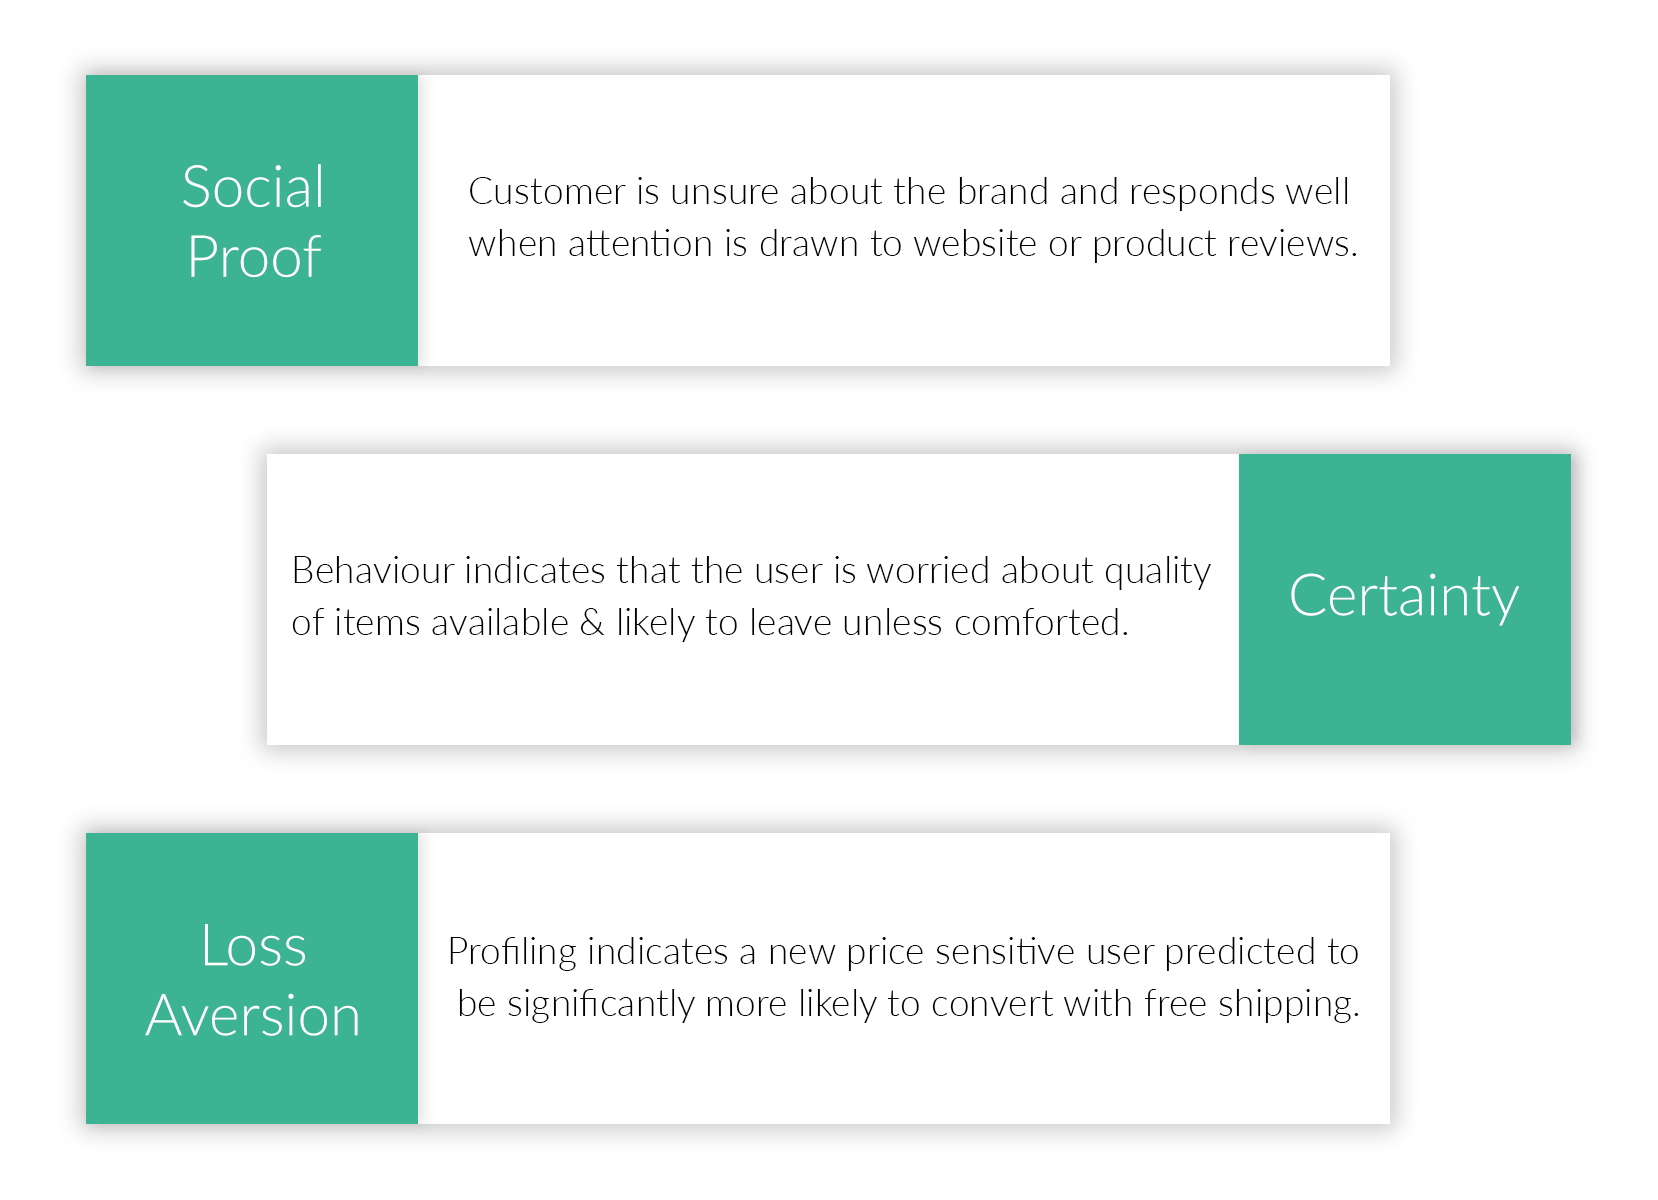 Social
Proof
Customer is unsure about the brand and responds well
when attention is drawn to website or product reviews.
Behaviour indicates that the user is worried about quality
of items available & likely to leave unless comforted.
Certainty
Loss
Aversion
Profiling indicates a new price sensitive user predicted to
be significantly more likely to convert with free shipping.